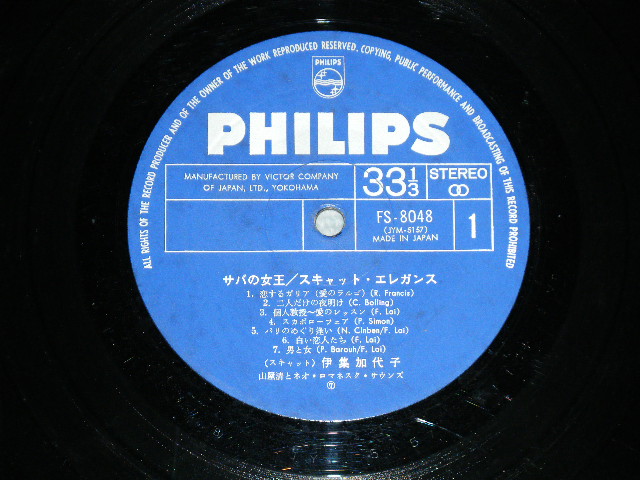 ALL RIGHTS OF THE RECORD PRODUCER AND OF THE OWNER OF THE WORK REPRODUCED RESERVED. COPYING, PUBLIC PERFORMANCE AND BROADCASTING OF THIS RECORD PROHIBITED
PHILIPS
PHILIPS
MANUFACTURED BY VICTOR COMPANY
OF JAPAN, LTD., YOKOHAMA
33 1/3
STEREO
FS-8048
(JYM-5157)
MADE IN JAPAN
1
サバの女王／スキャット・エレガンス
1. 恋するガリア (愛のラルゴ) (R. Francis)
2. 二人だけの夜明け (C. Bolling)
3. 個人教授〜愛のレッスン (F. Lai)
4. スカボローフェア (P. Simon)
5. パリのめぐり逢い (N. Cinben/F. Lai)
6. 白い恋人たち (F. Lai)
7. 男と女 (P. Barouh/F. Lai)
(スキャット) 伊集加代子
山屋清とネオ・ロマネスク・サウンズ